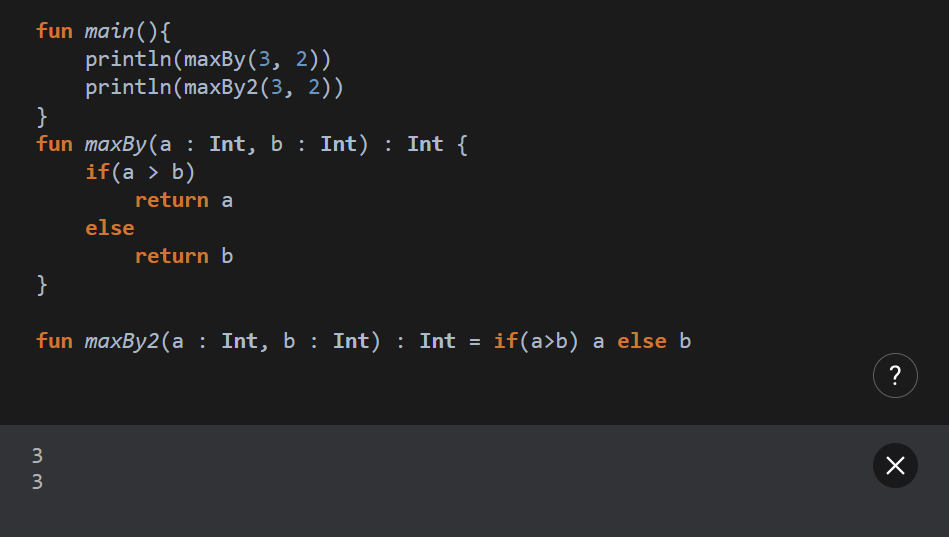 fun main(){
    println(maxBy(3, 2))
    println(maxBy2(3, 2))
}
fun maxBy(a : Int, b : Int) : Int {
    if(a > b)
        return a
    else
        return b
}

fun maxBy2(a : Int, b : Int) : Int = if(a>b) a else b
?
3
3